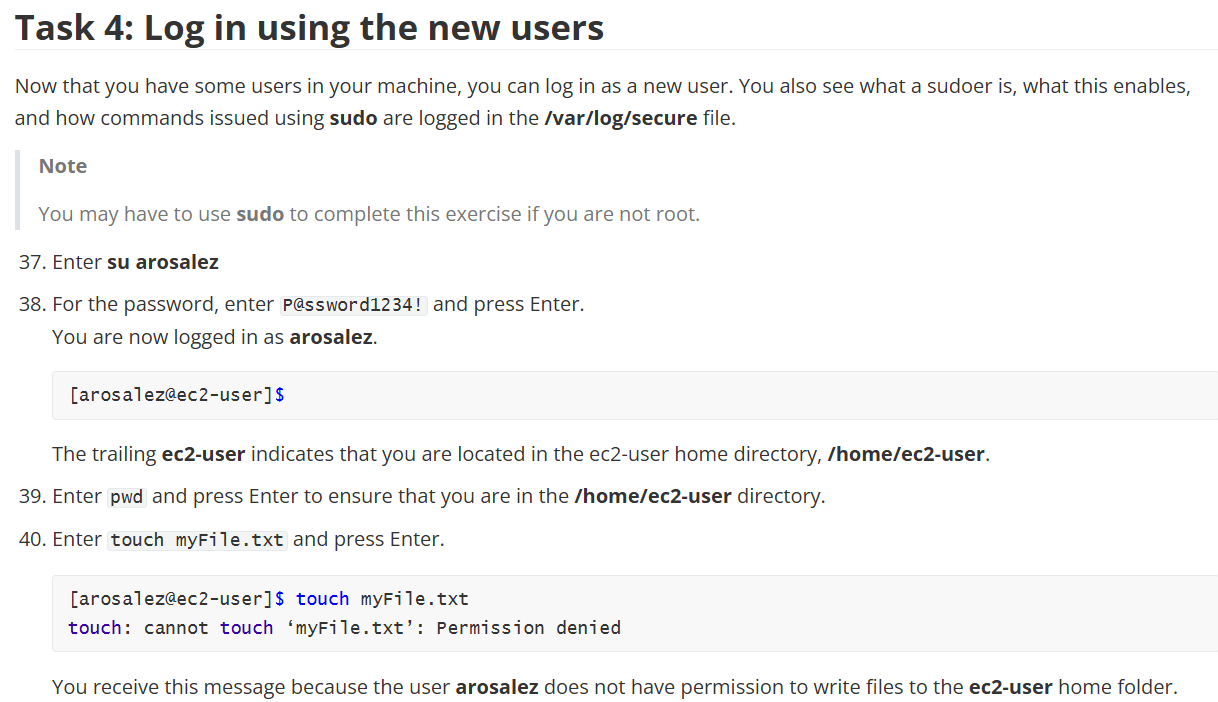 Task 4: Log in using the new users
Now that you have some users in your machine, you can log in as a new user. You also see what a sudoer is, what this enables,
and how commands issued using sudo are logged in the /var/log/secure file.
Note
You may have to use sudo to complete this exercise if you are not root.
37. Enter su arosalez
38. For the password, enter P@ssword1234! and press Enter.
You are now logged in as arosalez.
[arosalez@ec2-user]$
The trailing ec2-user indicates that you are located in the ec2-user home directory, /home/ec2-user.
39. Enter pwd and press Enter to ensure that you are in the /home/ec2-user directory.
40. Enter touch myFile.txt and press Enter.
[arosalez@ec2-user]$ touch myFile.txt
touch: cannot touch ‘myFile.txt’: Permission denied
You receive this message because the user arosalez does not have permission to write files to the ec2-user home folder.